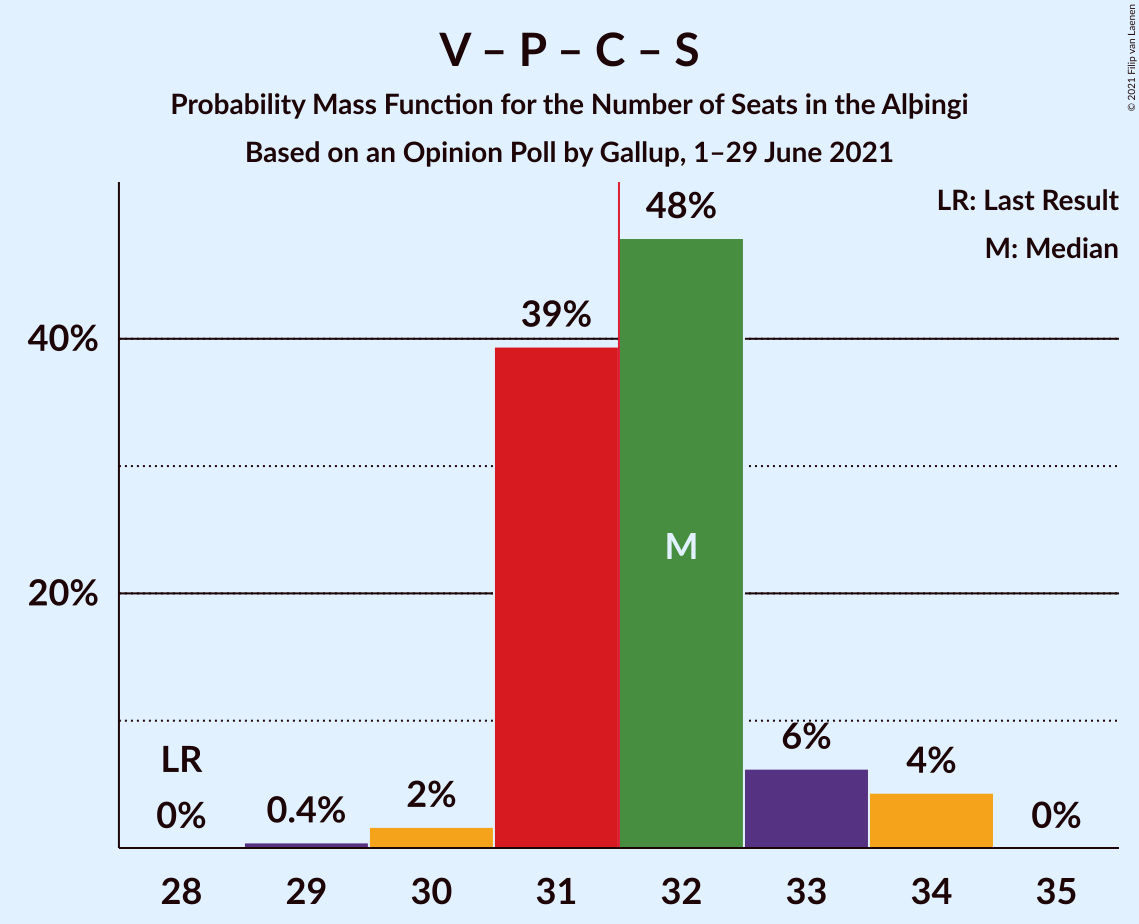 V – P – C – S
Probability Mass Function for the Number of Seats in the Alþingi
Based on an Opinion Poll by Gallup, 1–29 June 2021
© 2021 Filip van Laenen
LR: Last Result
M: Median
48%
39%
40%
M
20%
6%
LR
4%
2%
0.4%
0%
0%
28 29 30 31 32 33 34 35